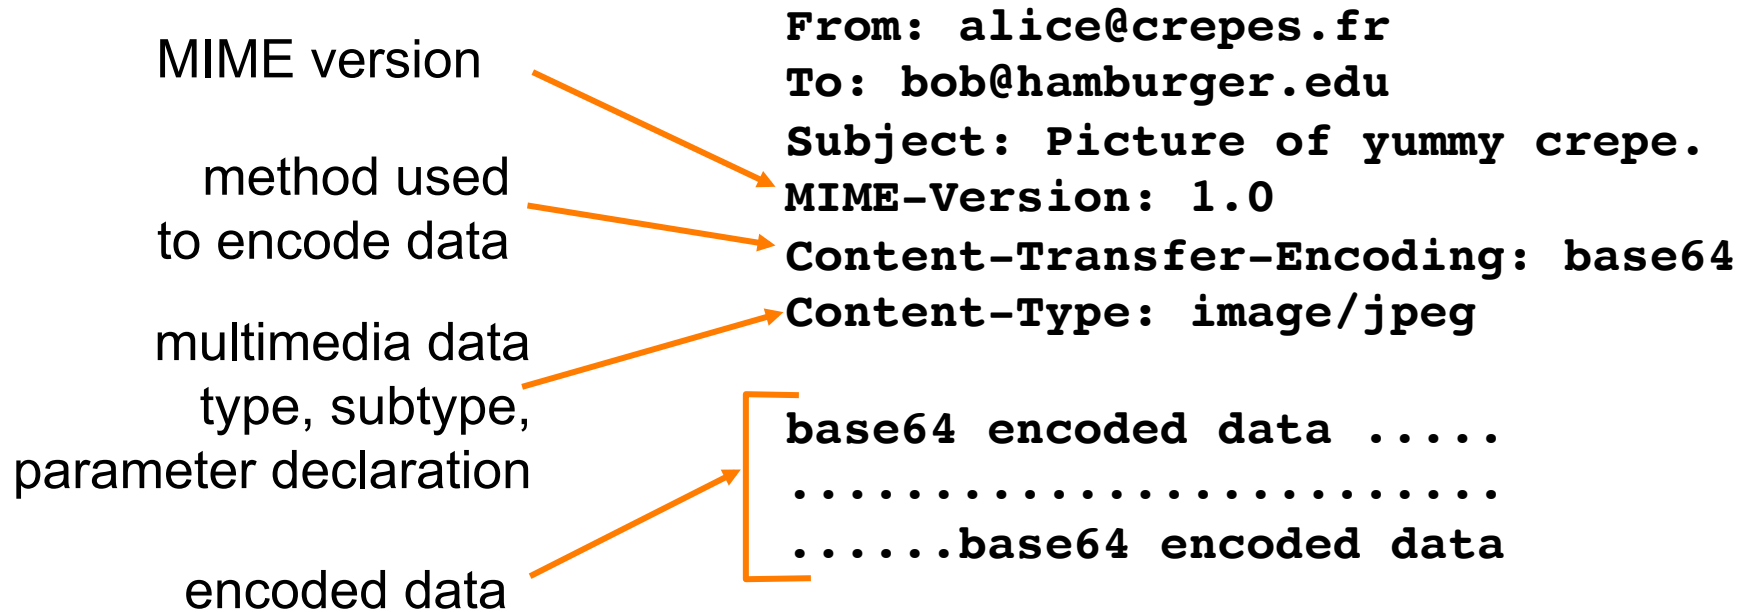 MIME version
method used
to encode data
multimedia data
type, subtype,
parameter declaration
encoded data
From: alice@crepes.fr
To: bob@hamburger.edu
Subject: Picture of yummy crepe.
MIME-Version: 1.0
Content-Transfer-Encoding: base64
Content-Type: image/jpeg
base64 encoded data .....
.........................
......base64 encoded data